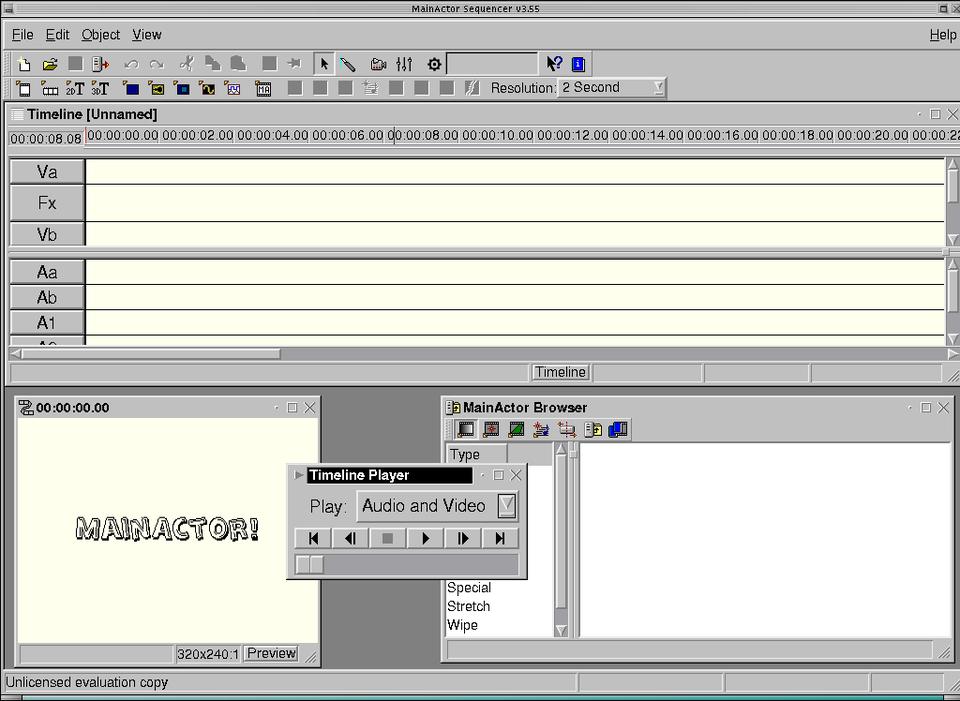 MainActor Sequencer v3.55
File Edit Object View Help
2DT 3DT MA Resolution: 2 Second
Timeline [Unnamed]
00:00:08.08 00:00:00.00 00:00:02.00 00:00:04.00 00:00:06.00 00:00:08.00 00:00:10.00 00:00:12.00 00:00:14.00 00:00:16.00 00:00:18.00 00:00:20.00 00:00:22
Va
Fx
Vb
Aa
Ab
A1
Timeline
00:00:00.00
MAINACTOR!
320x240:1 Preview
MainActor Browser
Type
Timeline Player
Play: Audio and Video
Special
Stretch
Wipe
Unlicensed evaluation copy